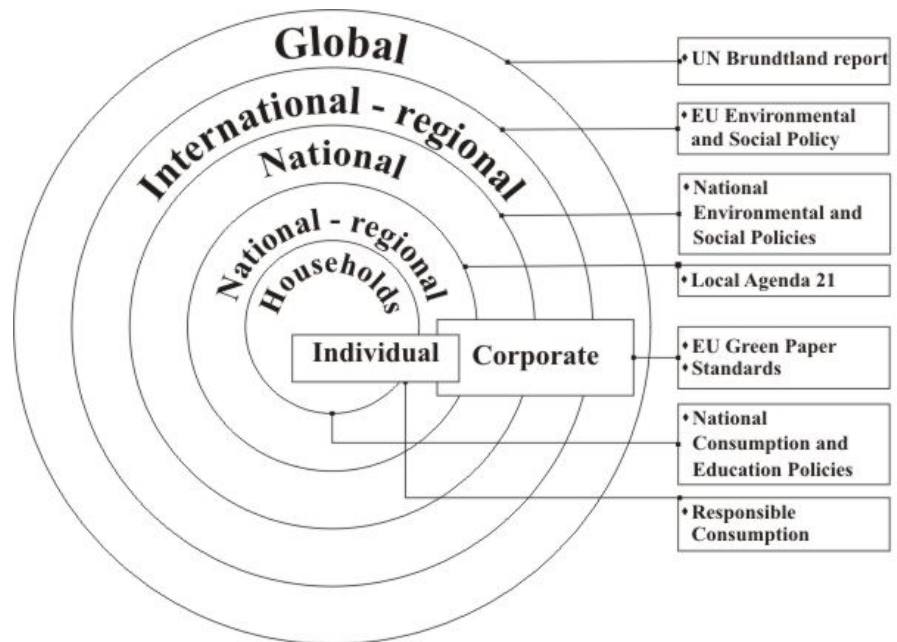 Global
International - regional
National
National - regional
Households
Individual
Corporate
♦ UN Brundtland report
♦ EU Environmental
and Social Policy
♦ National
Environmental and
Social Policies
♦ Local Agenda 21
♦ EU Green Paper
♦ Standards
♦ National
Consumption and
Education Policies
♦ Responsible
Consumption